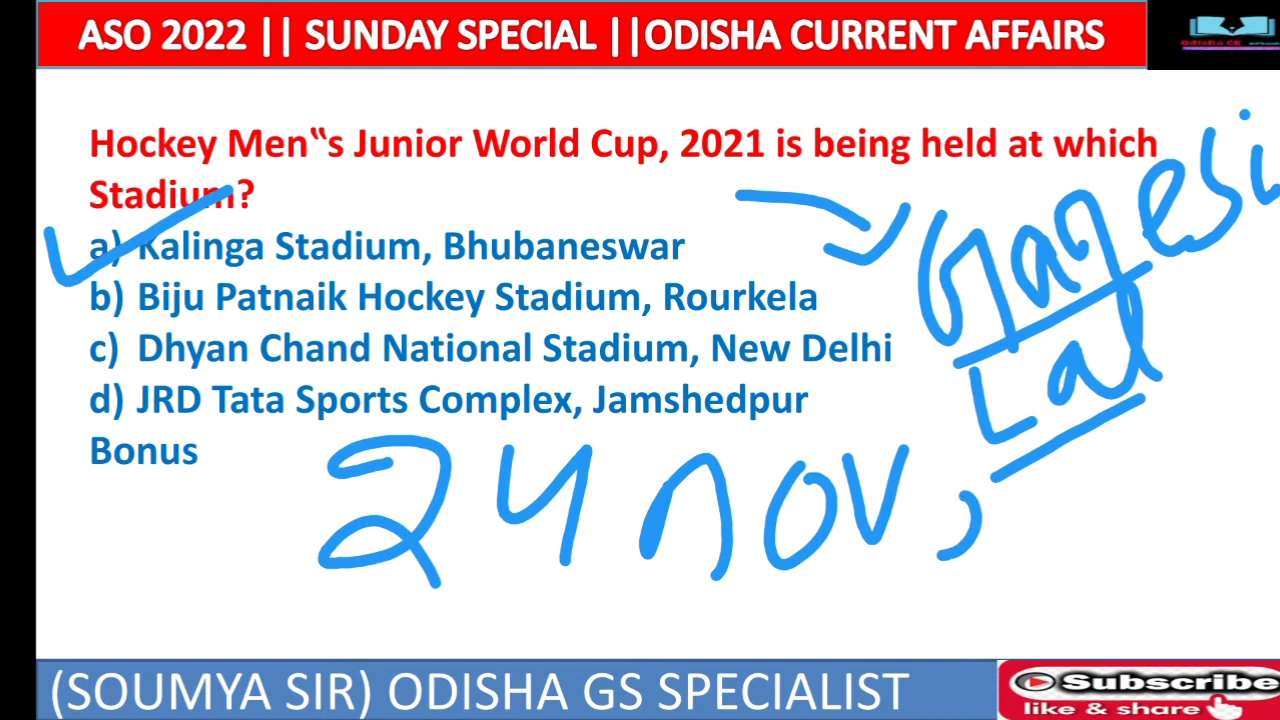 ASO 2022 || SUNDAY SPECIAL ||ODISHA CURRENT AFFAIRS
Hockey Men‟s Junior World Cup, 2021 is being held at which
Stadium?
a) Kalinga Stadium, Bhubaneswar
b) Biju Patnaik Hockey Stadium, Rourkela
c) Dhyan Chand National Stadium, New Delhi
d) JRD Tata Sports Complex, Jamshedpur
Bonus
Lal
24 nov,
(SOUMYA SIR) ODISHA GS SPECIALIST
Subscribe
like & share